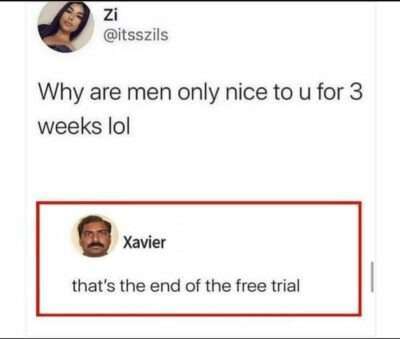 Zi
@itsszils
Why are men only nice to u for 3
weeks lol
Xavier
that's the end of the free trial